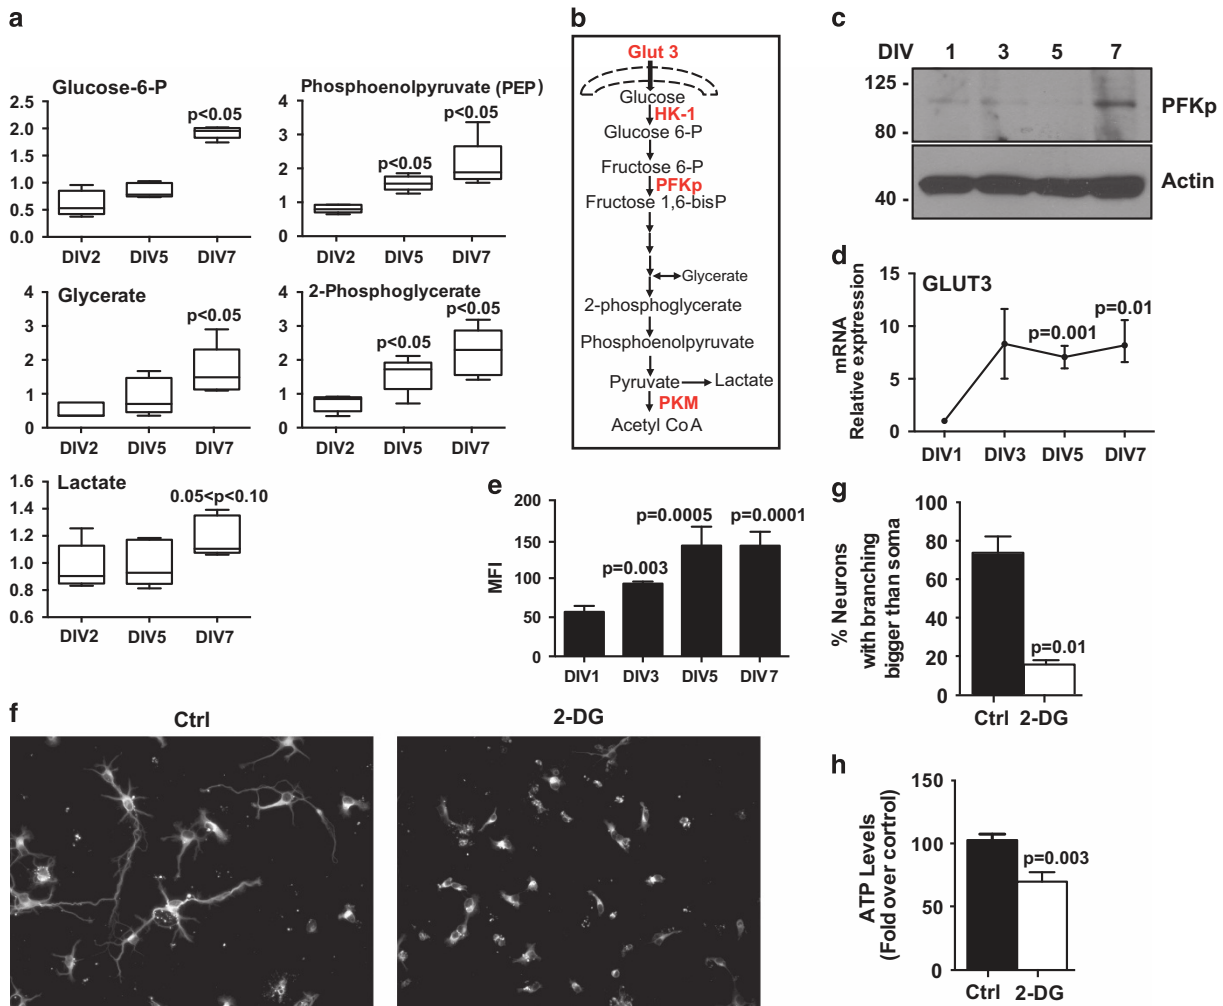 a
Glucose-6-P
2.5
2.0
1.5
1.0
0.5
0.0
p<0.05
DIV2 DIV5 DIV7
Phosphoenolpyruvate (PEP)
4
3
2
1
0
p<0.05
p<0.05
DIV2 DIV5 DIV7
Glycerate
4
3
2
1
0
p<0.05
DIV2 DIV5 DIV7
2-Phosphoglycerate
4
3
2
1
0
p<0.05
p<0.05
DIV2 DIV5 DIV7
Lactate
1.6
1.4
1.2
1.0
0.8
0.6
0.05<p<0.10
DIV2 DIV5 DIV7
b
Glut 3
Glucose
HK-1
Glucose 6-P
Fructose 6-P
PFKp
Fructose 1,6-bisP
Glycerate
2-phosphoglycerate
Phosphoenolpyruvate
Pyruvate Lactate
PKM
Acetyl CoA
c
DIV 1 3 5 7
125 -
80 -
PFKp
40 -
Actin
d
GLUT3
mRNA
Relative exprtession
15
10
5
0
p=0.001
p=0.01
DIV1 DIV3 DIV5 DIV7
e
MFI
200
150
100
50
0
p=0.003
p=0.0005
p=0.0001
DIV1 DIV3 DIV5 DIV7
f
Ctrl 2-DG
g
% Neurons
with branching
bigger than soma
100
80
60
40
20
0
p=0.01
Ctrl 2-DG
h
ATP Levels
(Fold over cortrol)
150
100
50
0
p=0.003
Ctrl 2-DG